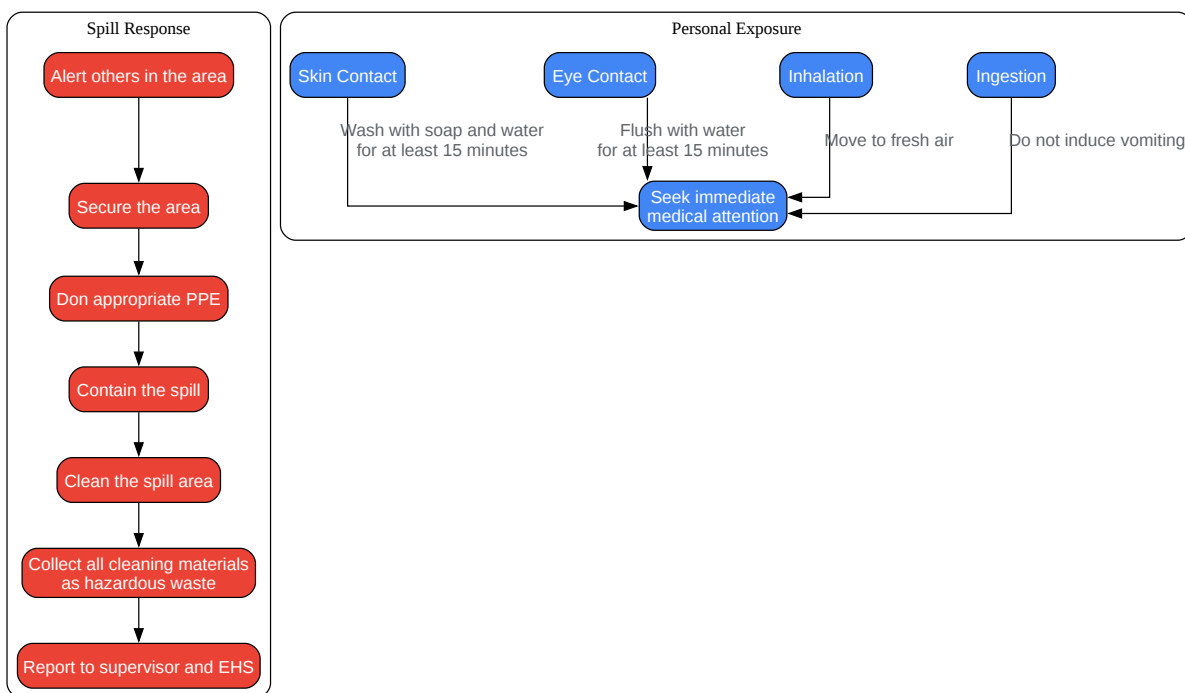 Spill Response
Alert others in the area
Secure the area
Don appropriate PPE
Contain the spill
Clean the spill area
Collect all cleaning materials
as hazardous waste
Report to supervisor and EHS
Personal Exposure
Skin Contact
Eye Contact
Inhalation
Ingestion
Wash with soap and water
for at least 15 minutes
Flush with water
for at least 15 minutes
Move to fresh air
Do not induce vomiting
Seek immediate
medical attention